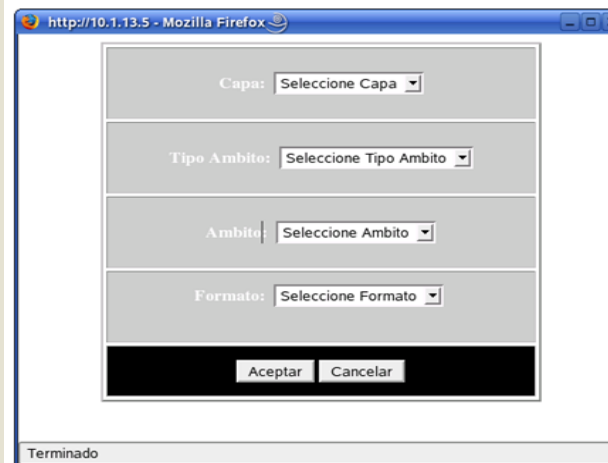 http://10.1.13.5 - Mozilla Firefox
Capa: Seleccione Capa
Tipo Ambito: Seleccione Tipo Ambito
Ambito: Seleccione Ambito
Formato: Seleccione Formato
Aceptar Cancelar
Terminado